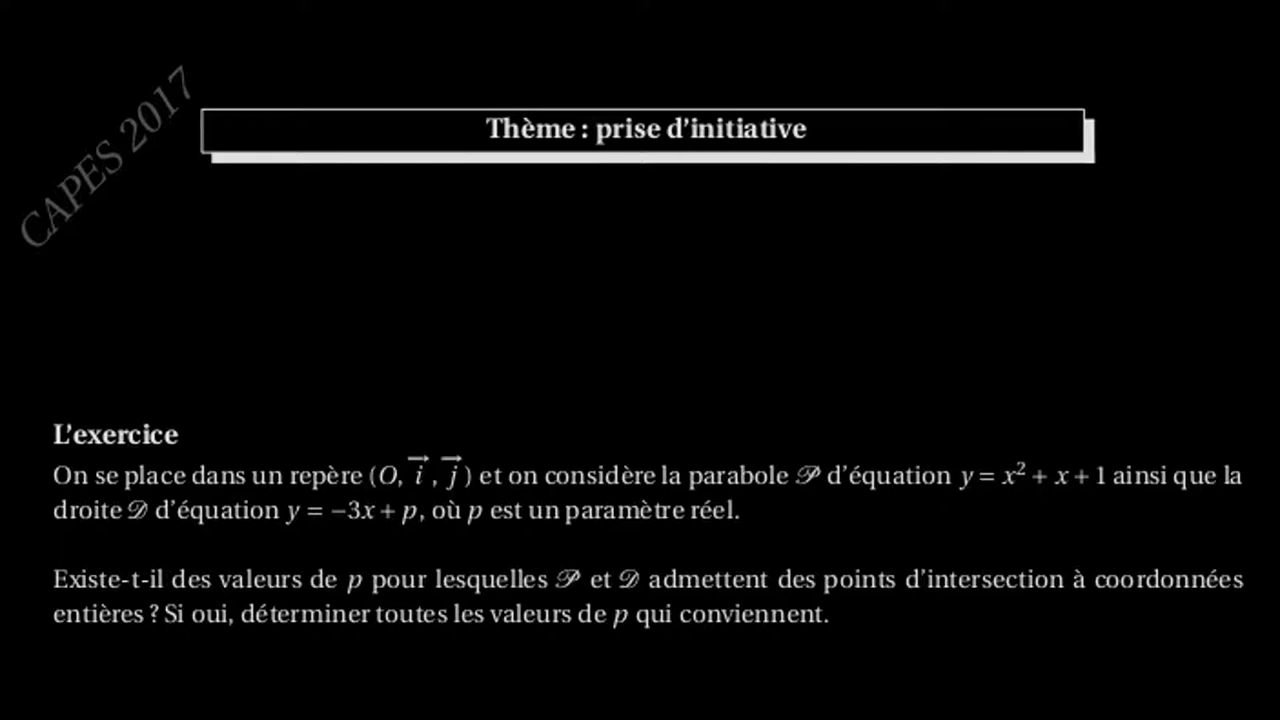 CAPES 2017
Thème : prise d'initiative
L'exercice
On se place dans un repère (O, i⃗, j⃗) et on considère la parabole 𝒫 d'équation y = x² + x + 1 ainsi que la
droite 𝒟 d'équation y = −3x + p, où p est un paramètre réel.
Existe-t-il des valeurs de p pour lesquelles 𝒫 et 𝒟 admettent des points d'intersection à coordonnées
entières ? Si oui, déterminer toutes les valeurs de p qui conviennent.